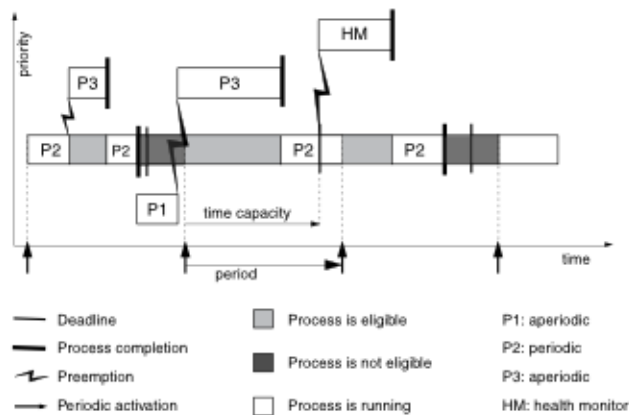 priority
HM
P3
P3
P2
P2
P2
P2
P1
time capacity
period
time
Deadline
Process completion
Preemption
Periodic activation
Process is eligible
Process is not eligible
Process is running
P1: aperiodic
P2: periodic
P3: aperiodic
HM: health monitor